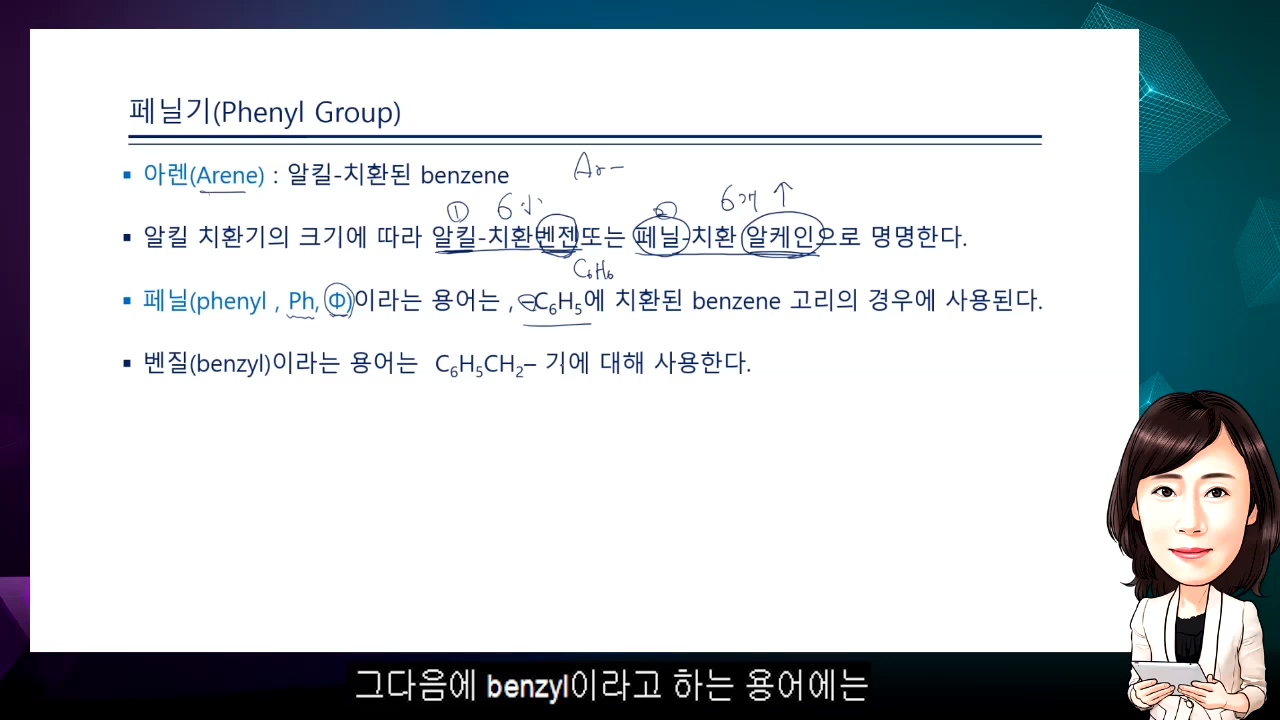 페닐기(Phenyl Group)
▪ 아렌(Arene) : 알킬-치환된 benzene Ar-
① 6 小 ② 6개 ↑
▪ 알킬 치환기의 크기에 따라 알킬-치환벤젠또는 페닐-치환 알케인으로 명명한다.
C₆H₆
▪ 페닐(phenyl , Ph, Φ)이라는 용어는 , -C₆H₅에 치환된 benzene 고리의 경우에 사용된다.
▪ 벤질(benzyl)이라는 용어는 C₆H₅CH₂– 기에 대해 사용한다.
그다음에 benzyl이라고 하는 용어에는